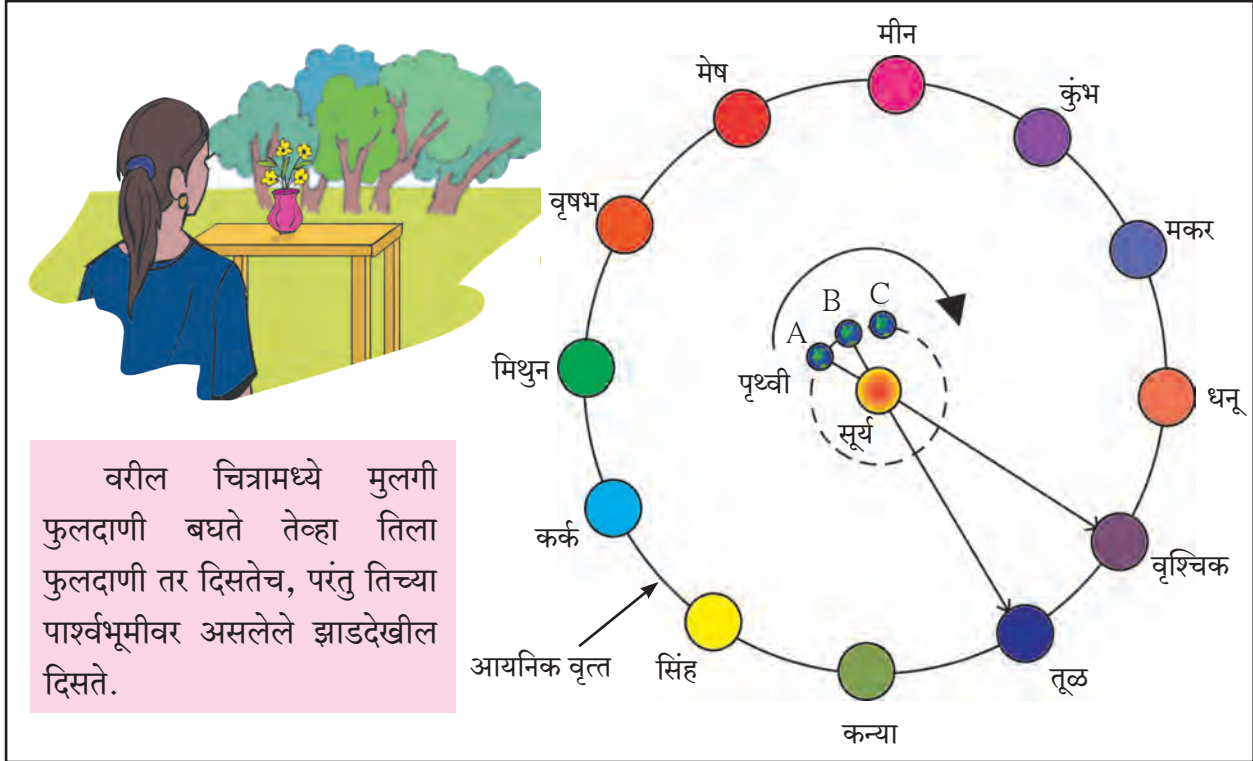 वरील चित्रामध्ये मुलगी
फुलदाणी बघते तेव्हा तिला
फुलदाणी तर दिसतेच, परंतु तिच्या
पार्श्वभूमीवर असलेले झाडदेखील
दिसते.
मीन
मेष
कुंभ
वृषभ
मकर
B
C
A
मिथुन
पृथ्वी
धनू
सूर्य
कर्क
वृश्चिक
आयनिक वृत्त
सिंह
तूळ
कन्या